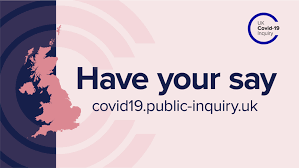 UK
Covid-19
Inquiry
Have your say
covid19.public-inquiry.uk